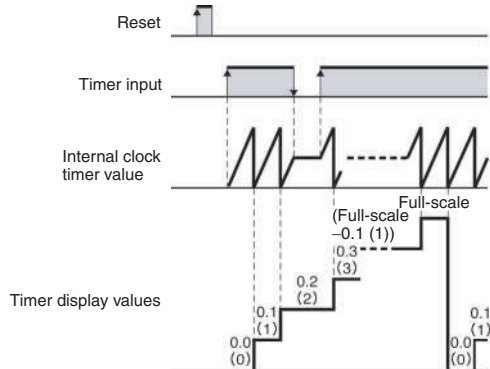 Reset
Timer input
Internal clock
timer value
Full-scale
(Full-scale
–0.1 (1))
0.3
(3)
0.2
(2)
Timer display values
0.1
(1)
0.1
(1)
0.0
(0)
0.0
(0)